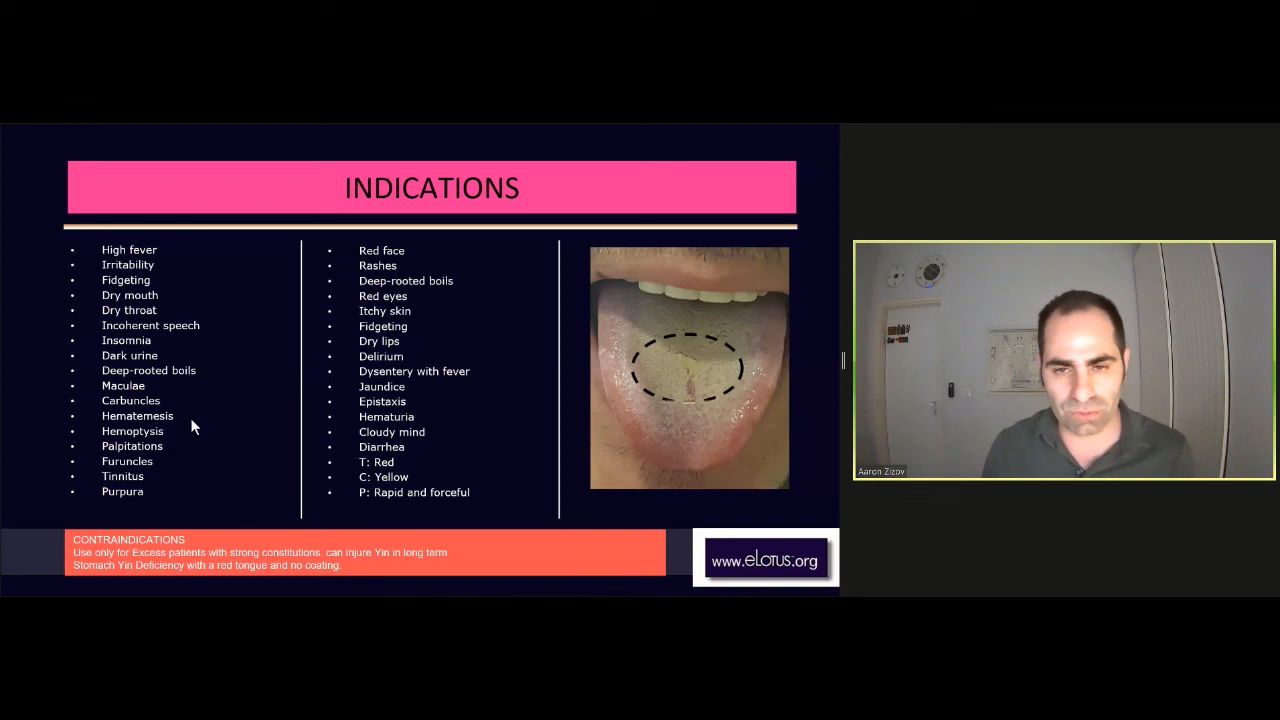 INDICATIONS
High fever
Irritability
Fidgeting
Dry mouth
Dry throat
Incoherent speech
Insomnia
Dark urine
Deep-rooted boils
Maculae
Carbuncles
Hematemesis
Hemoptysis
Palpitations
Furuncles
Tinnitus
Purpura
Red face
Rashes
Deep-rooted boils
Red eyes
Itchy skin
Fidgeting
Dry lips
Delirium
Dysentery with fever
Jaundice
Epistaxis
Hematuria
Cloudy mind
Diarrhea
T: Red
C: Yellow
P: Rapid and forceful
CONTRAINDICATIONS
Use only for Excess patients with strong constitutions. can injure Yin in long term
Stomach Yin Deficiency with a red tongue and no coating.
www.eLotus.org
Aaron Zizov